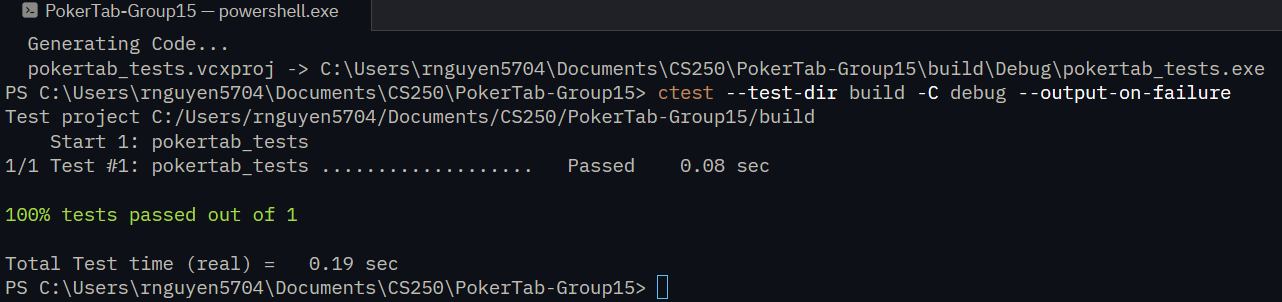 PokerTab-Group15 — powershell.exe
Generating Code...
pokertab_tests.vcxproj -> C:\Users\rnguyen5704\Documents\CS250\PokerTab-Group15\build\Debug\pokertab_tests.exe
PS C:\Users\rnguyen5704\Documents\CS250\PokerTab-Group15> ctest --test-dir build -C debug --output-on-failure
Test project C:/Users/rnguyen5704/Documents/CS250/PokerTab-Group15/build
    Start 1: pokertab_tests
1/1 Test #1: pokertab_tests ...................   Passed    0.08 sec
100% tests passed out of 1
Total Test time (real) =   0.19 sec
PS C:\Users\rnguyen5704\Documents\CS250\PokerTab-Group15>